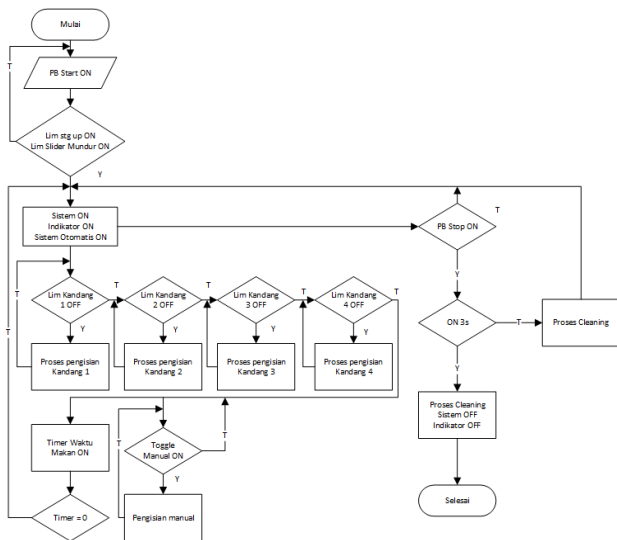 Mulai
T
PB Start ON
Lim stg up ON
Lim Slider Mundur ON
Y
Sistem ON
Indikator ON
Sistem Otomatis ON
PB Stop ON
T
Y
T
Lim Kandang
1 OFF
T
Lim Kandang
2 OFF
T
Lim Kandang
3 OFF
T
Lim Kandang
4 OFF
T
ON 3s
T
Proses Cleaning
T
Y
Y
Y
Y
Proses pengisian
Kandang 1
Proses pengisian
Kandang 2
Proses pengisian
Kandang 3
Proses pengisian
Kandang 4
Y
Proses Cleaning
Sistem OFF
Indikator OFF
Timer Waktu
Makan ON
T
Toggle
Manual ON
T
Y
Timer = 0
Pengisian manual
Selesai